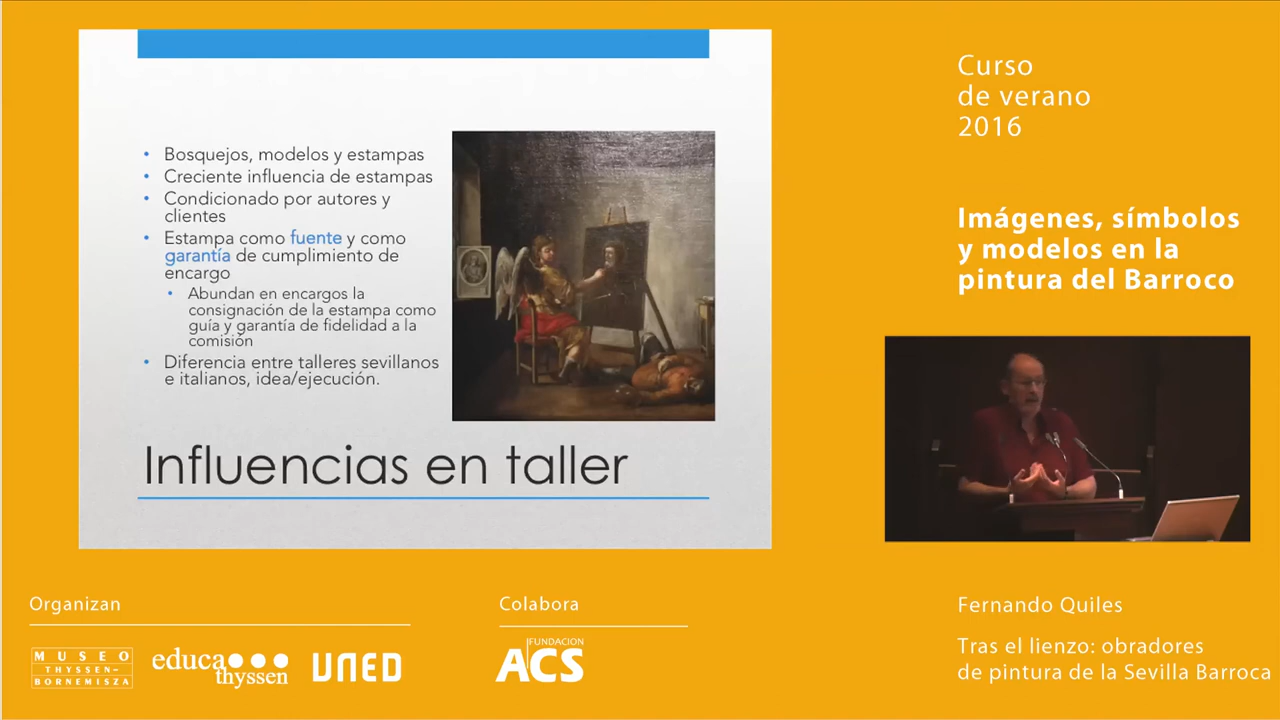 • Bosquejos, modelos y estampas
• Creciente influencia de estampas
• Condicionado por autores y
clientes
• Estampa como fuente y como
garantía de cumplimiento de
encargo
• Abundan en encargos la
consignación de la estampa como
guía y garantía de fidelidad a la
comisión
• Diferencia entre talleres sevillanos
e italianos, idea/ejecución.
Influencias en taller
Curso
de verano
2016
Imágenes, símbolos
y modelos en la
pintura del Barroco
Organizan
MUSEO
THYSSEN-
BORNEMISZA
educa
thyssen
UNED
Colabora
FUNDACION
ACS
Fernando Quiles
Tras el lienzo: obradores
de pintura de la Sevilla Barroca